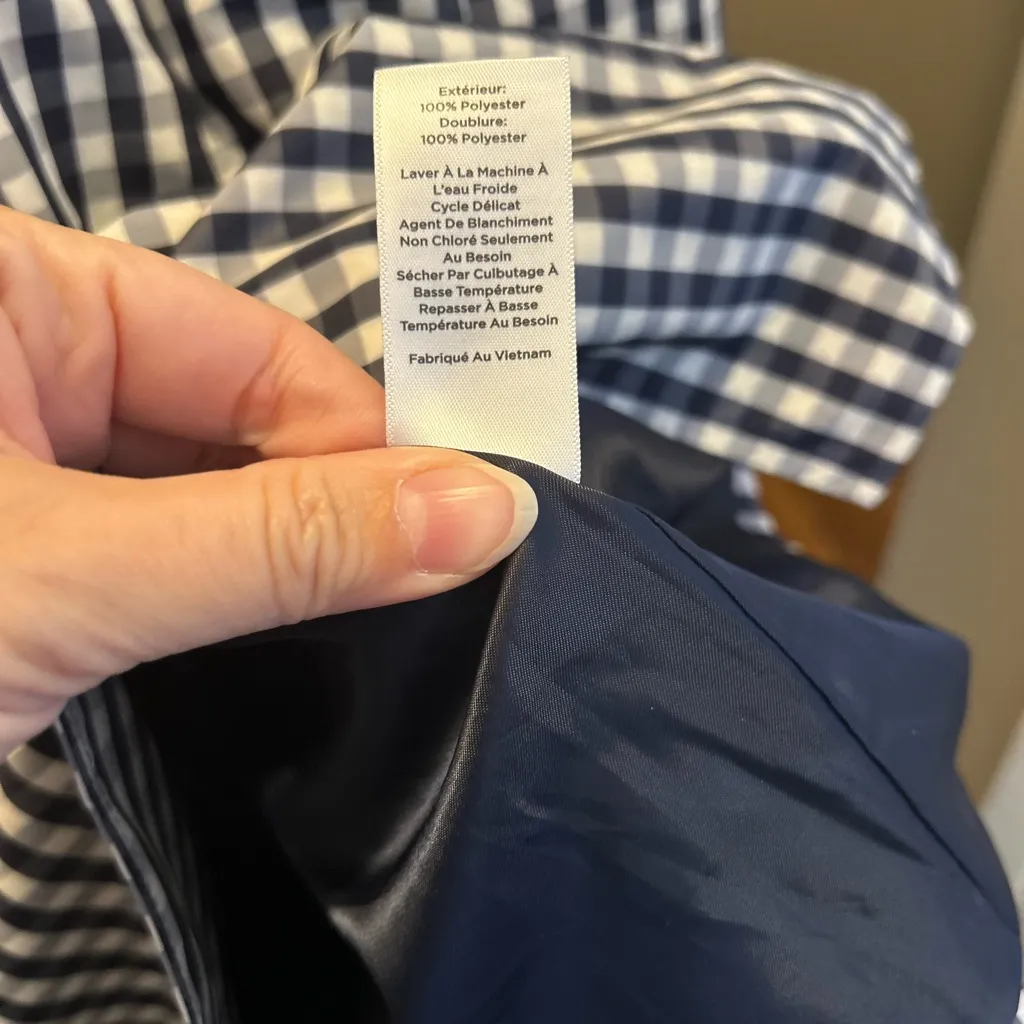 Extérieur:
100% Polyester
Doublure:
100% Polyester
Laver À La Machine À
L'eau Froide
Cycle Délicat
Agent De Blanchiment
Non Chloré Seulement
Au Besoin
Sécher Par Culbutage À
Basse Température
Repasser À Basse
Température Au Besoin
Fabriqué Au Vietnam